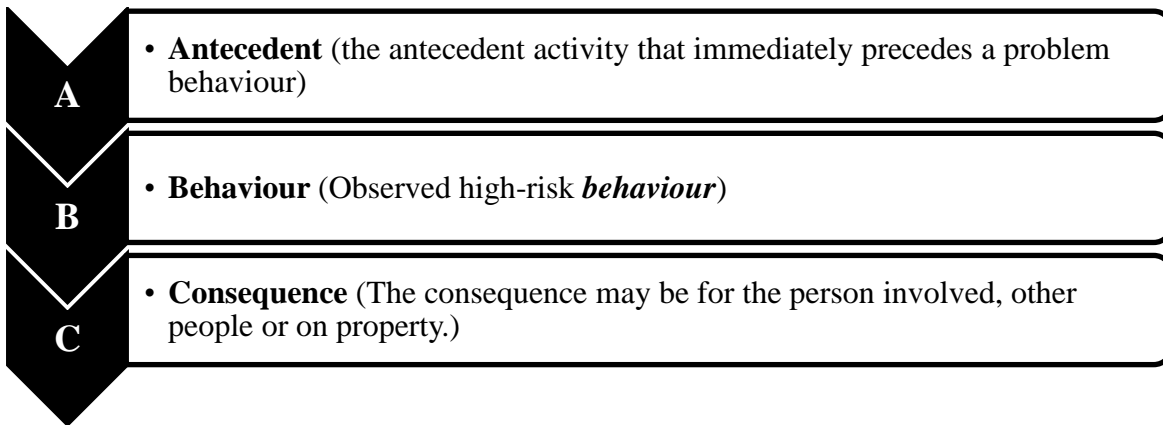 A
• Antecedent (the antecedent activity that immediately precedes a problem
behaviour)
B
• Behaviour (Observed high-risk behaviour)
C
• Consequence (The consequence may be for the person involved, other
people or on property.)